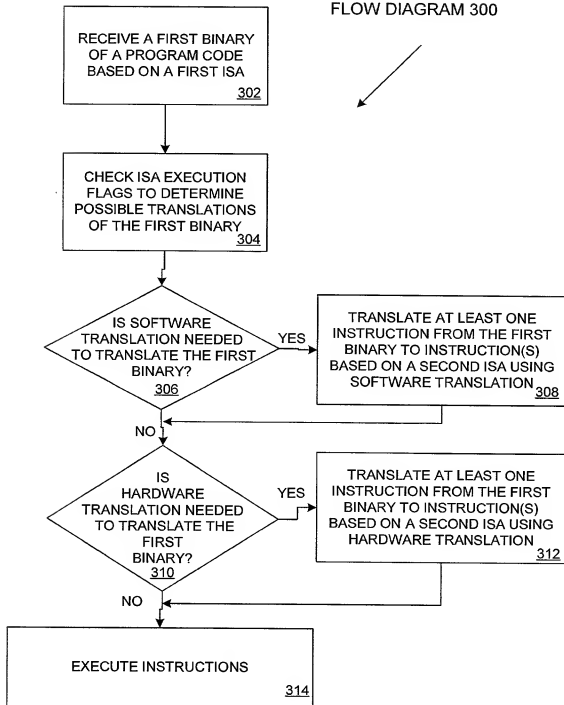 FLOW DIAGRAM 300
RECEIVE A FIRST BINARY
OF A PROGRAM CODE
BASED ON A FIRST ISA
302
CHECK ISA EXECUTION
FLAGS TO DETERMINE
POSSIBLE TRANSLATIONS
OF THE FIRST BINARY
304
IS SOFTWARE
TRANSLATION NEEDED
TO TRANSLATE THE FIRST
BINARY?
306
YES
TRANSLATE AT LEAST ONE
INSTRUCTION FROM THE FIRST
BINARY TO INSTRUCTION(S)
BASED ON A SECOND ISA USING
SOFTWARE TRANSLATION
308
NO
IS
HARDWARE
TRANSLATION NEEDED
TO TRANSLATE THE
FIRST
BINARY?
310
YES
TRANSLATE AT LEAST ONE
INSTRUCTION FROM THE FIRST
BINARY TO INSTRUCTION(S)
BASED ON A SECOND ISA USING
HARDWARE TRANSLATION
312
NO
EXECUTE INSTRUCTIONS
314